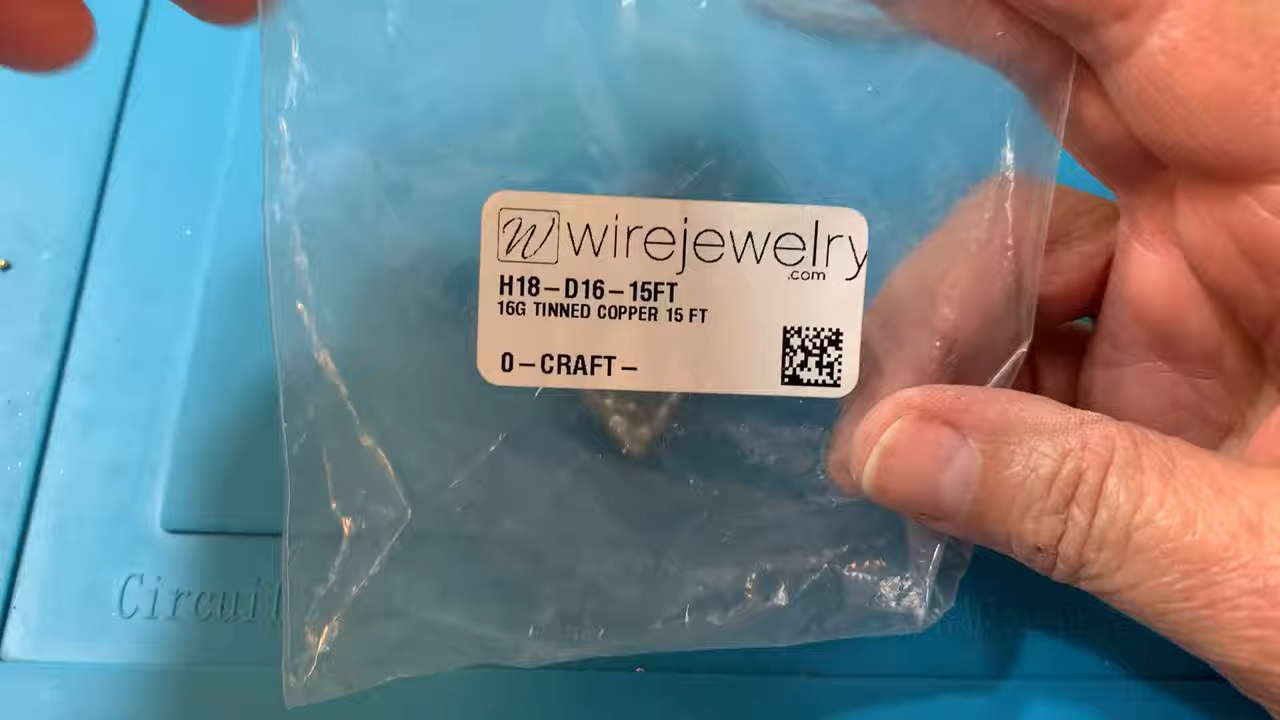 W wirejewelry
.com
H18-D16-15FT
16G TINNED COPPER 15 FT
0-CRAFT-
Circuit